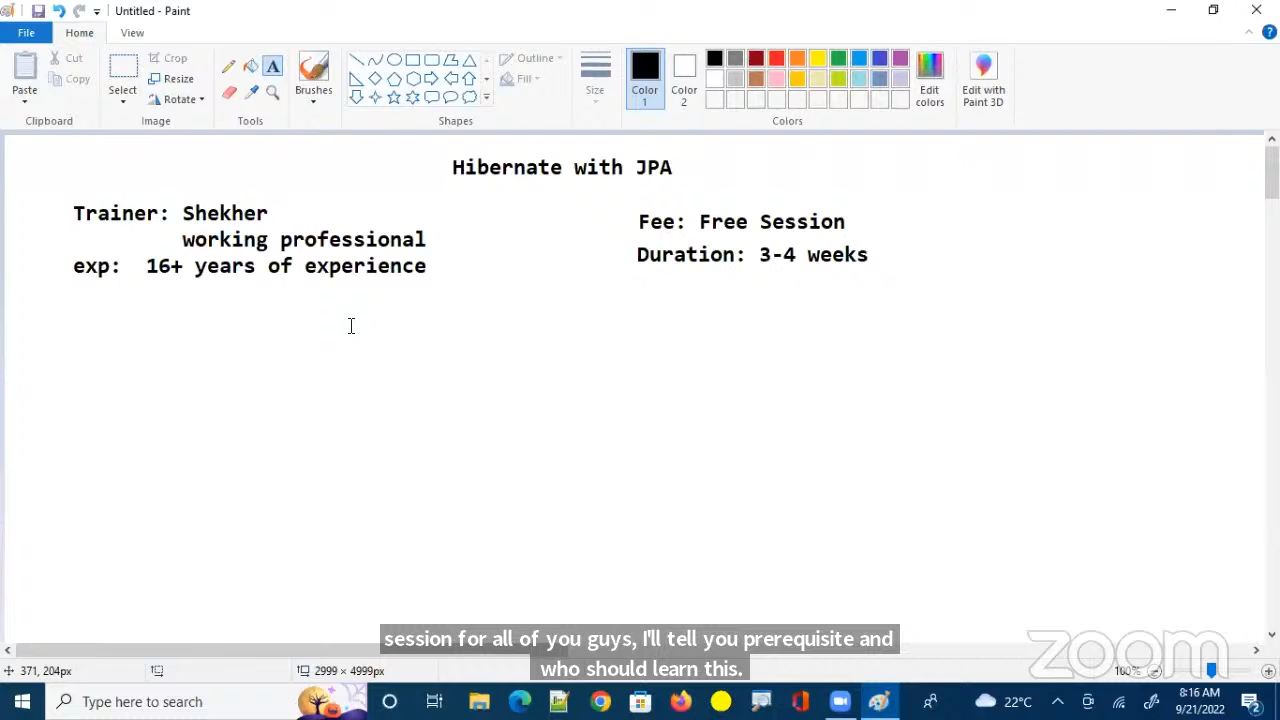 Untitled - Paint
File Home View
Paste
Cut
Copy
Clipboard
Select
Crop
Resize
Rotate
Image
Tools
Brushes
Shapes
Outline
Fill
Size
Color 1
Color 2
Edit colors
Colors
Edit with Paint 3D
Hibernate with JPA
Trainer: Shekher
working professional
exp: 16+ years of experience
Fee: Free Session
Duration: 3-4 weeks
session for all of you guys, I'll tell you prerequisite and
who should learn this.
zoom
371, 204px
2999 × 4999px
100%
Type here to search
22°C
8:16 AM
9/21/2022
2